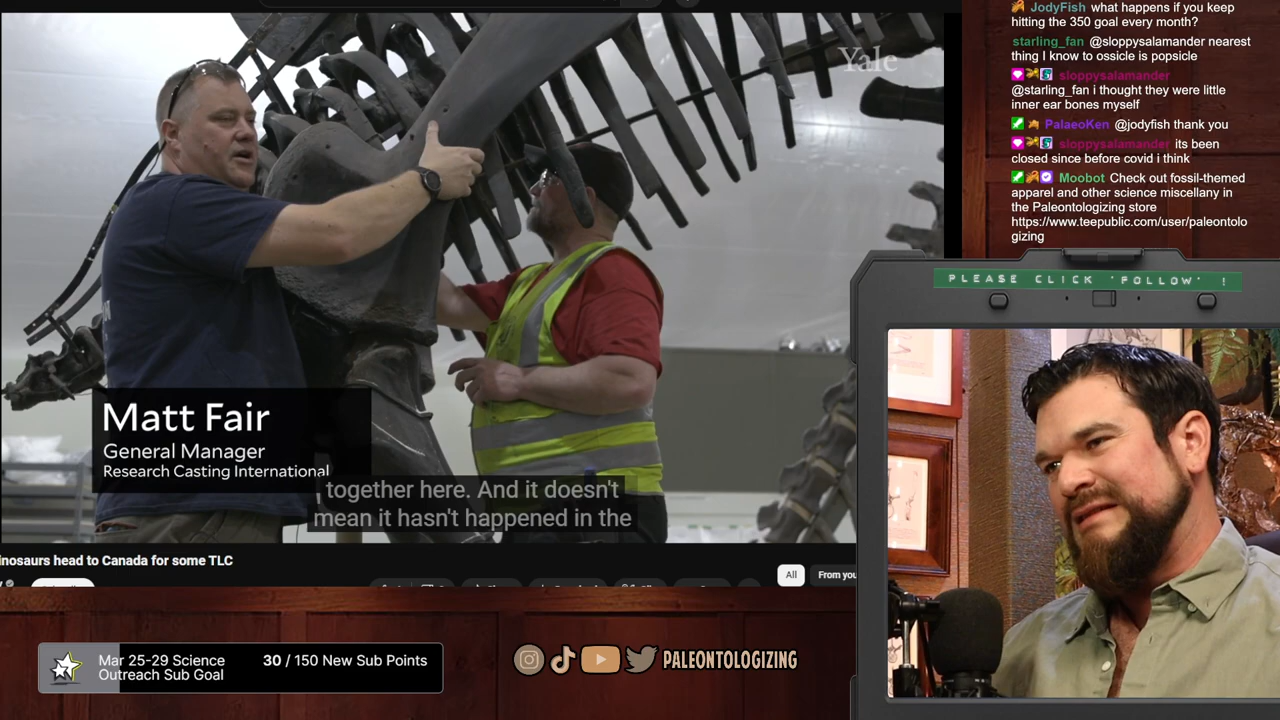 Yale
Matt Fair
General Manager
Research Casting International
together here. And it doesn't
mean it hasn't happened in the
inosaurs head to Canada for some TLC
All
From you
JodyFish what happens if you keep
hitting the 350 goal every month?
starling_fan @sloppysalamander nearest
thing I know to ossicle is popsicle
sloppysalamander
@starling_fan i thought they were little
inner ear bones myself
PalaeoKen @jodyfish thank you
sloppysalamander its been
closed since before covid i think
Moobot Check out fossil-themed
apparel and other science miscellany in
the Paleontologizing store
https://www.teepublic.com/user/paleontolo
gizing
PLEASE CLICK 'FOLLOW' !
Mar 25-29 Science
Outreach Sub Goal
30 / 150 New Sub Points
PALEONTOLOGIZING